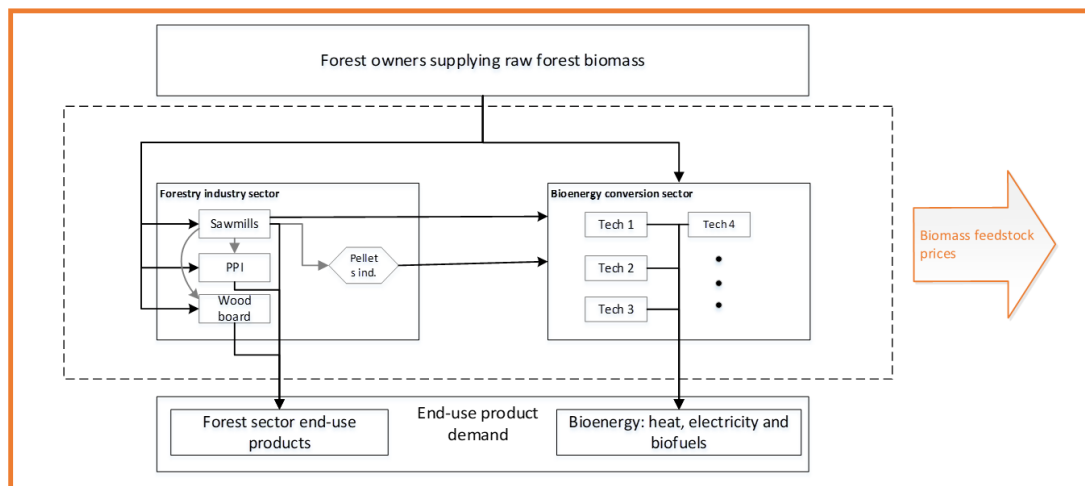 Forest owners supplying raw forest biomass
Forestry industry sector
Sawmills
PPI
Wood
board
Pellet
s ind.
Bioenergy conversion sector
Tech 1
Tech 4
Tech 2
Tech 3
Biomass feedstock
prices
End-use product
demand
Forest sector end-use
products
Bioenergy: heat, electricity and
biofuels